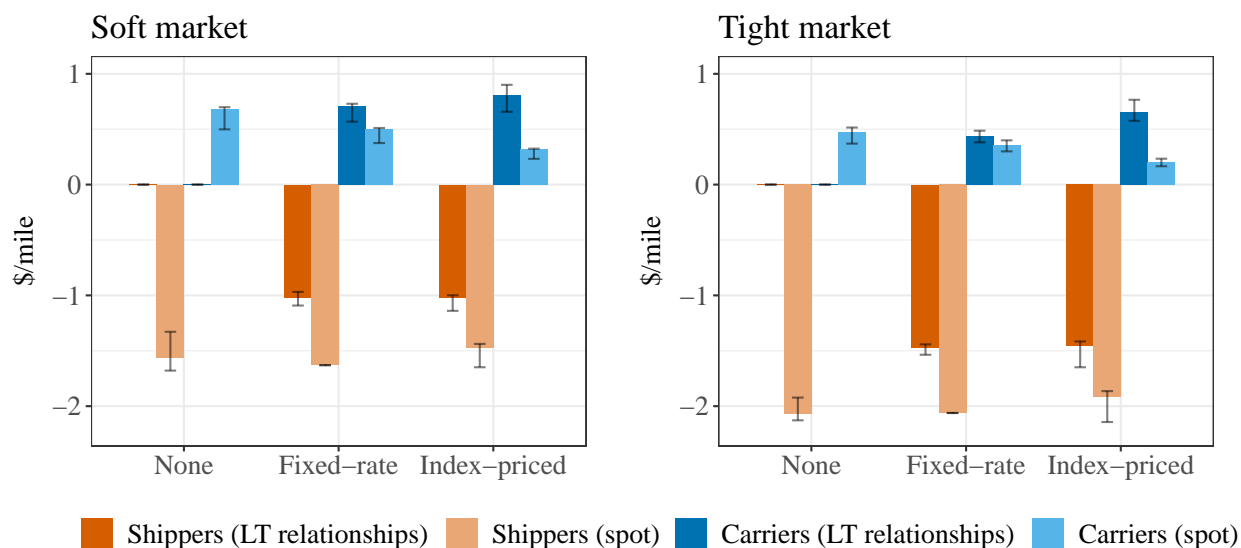 Soft market
Tight market
$/mile
1
0
−1
−2
None
Fixed−rate
Index−priced
$/mile
1
0
−1
−2
None
Fixed−rate
Index−priced
Shippers (LT relationships)
Shippers (spot)
Carriers (LT relationships)
Carriers (spot)